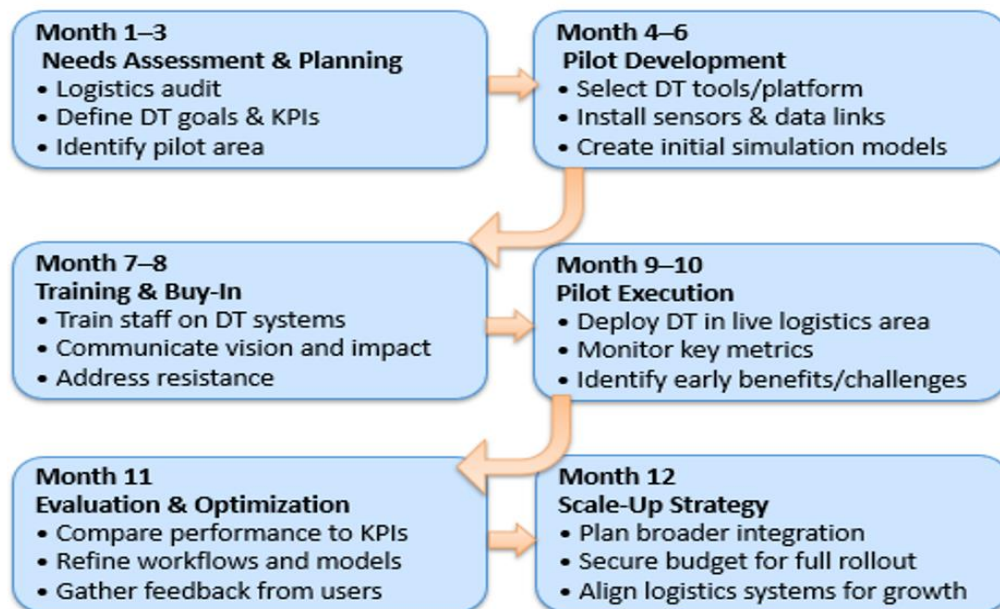 Month 1–3
Needs Assessment & Planning
• Logistics audit
• Define DT goals & KPIs
• Identify pilot area
Month 4–6
Pilot Development
• Select DT tools/platform
• Install sensors & data links
• Create initial simulation models
Month 7–8
Training & Buy-In
• Train staff on DT systems
• Communicate vision and impact
• Address resistance
Month 9–10
Pilot Execution
• Deploy DT in live logistics area
• Monitor key metrics
• Identify early benefits/challenges
Month 11
Evaluation & Optimization
• Compare performance to KPIs
• Refine workflows and models
• Gather feedback from users
Month 12
Scale-Up Strategy
• Plan broader integration
• Secure budget for full rollout
• Align logistics systems for growth